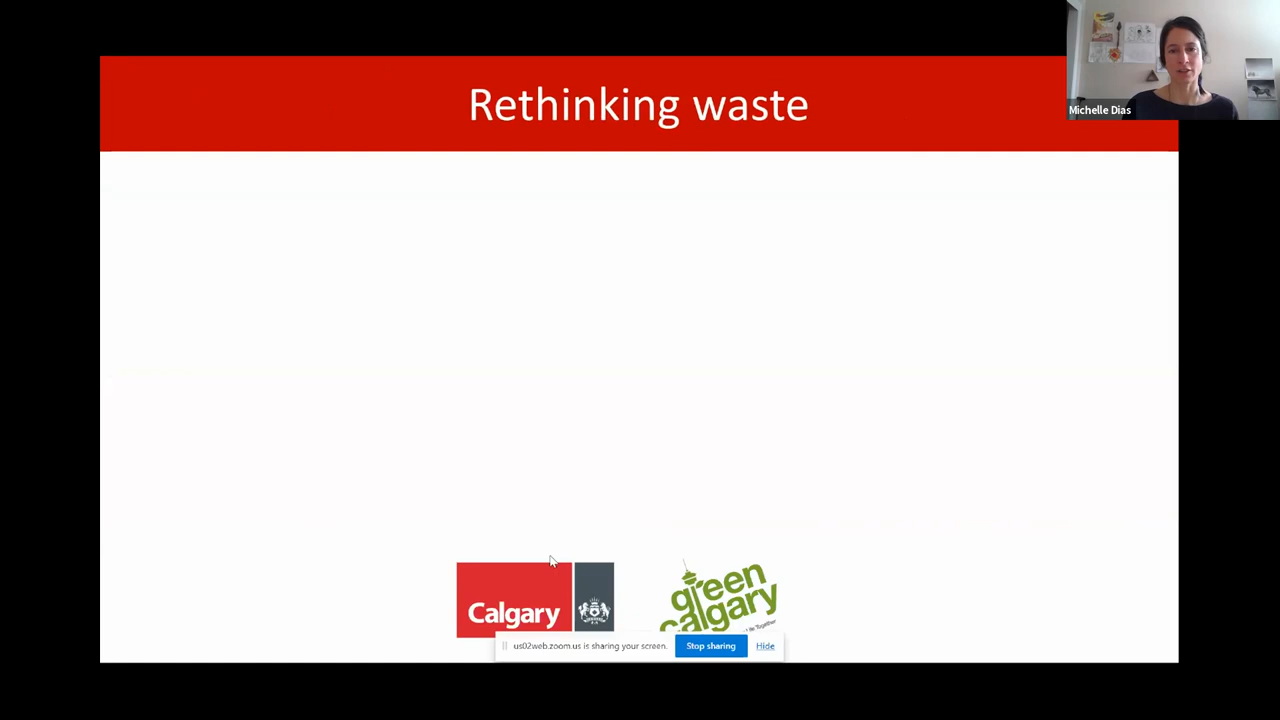 Rethinking waste
Michelle Dias
Calgary
green
calgary
us02web.zoom.us is sharing your screen.
Stop sharing
Hide